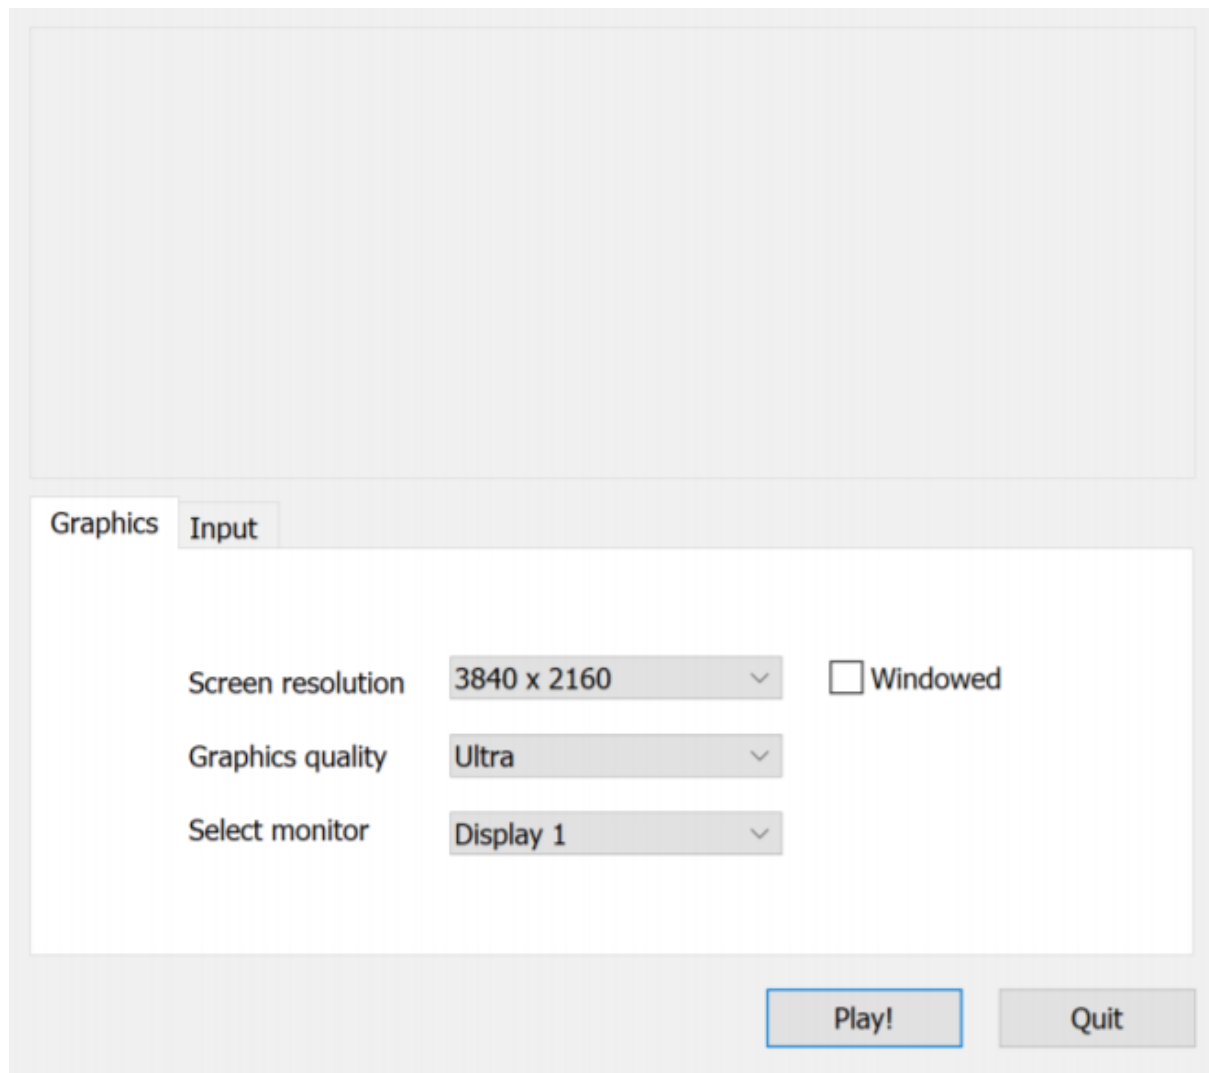 Graphics Input
Screen resolution 3840 x 2160 Windowed
Graphics quality Ultra
Select monitor Display 1
Play! Quit